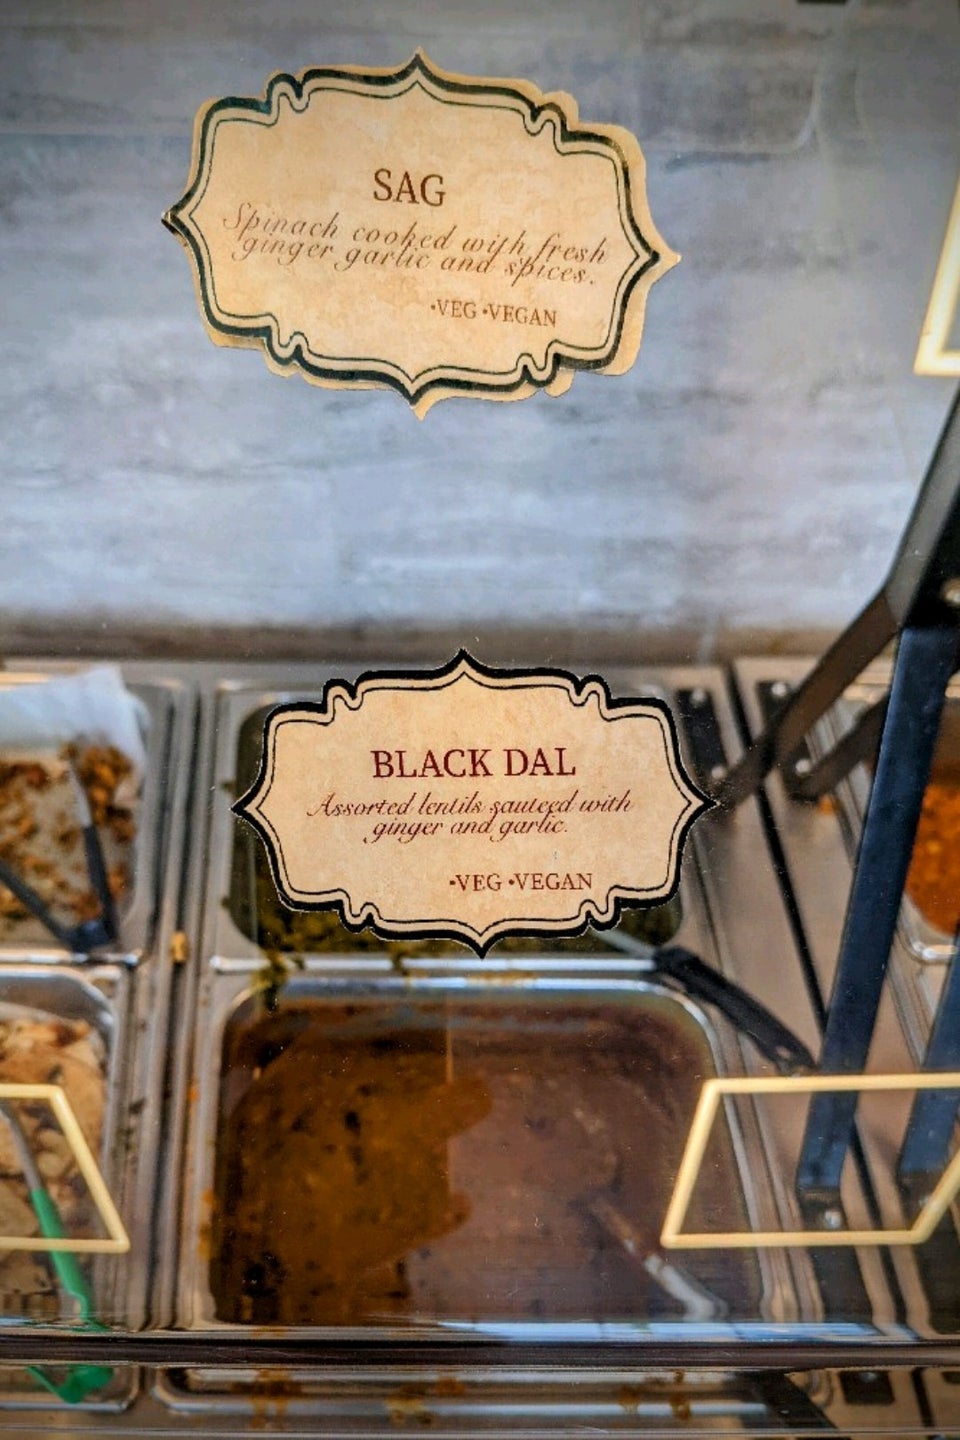 SAG
Spinach cooked with fresh
ginger garlic and spices.
•VEG •VEGAN
BLACK DAL
Assorted lentils sauteed with
ginger and garlic.
•VEG •VEGAN